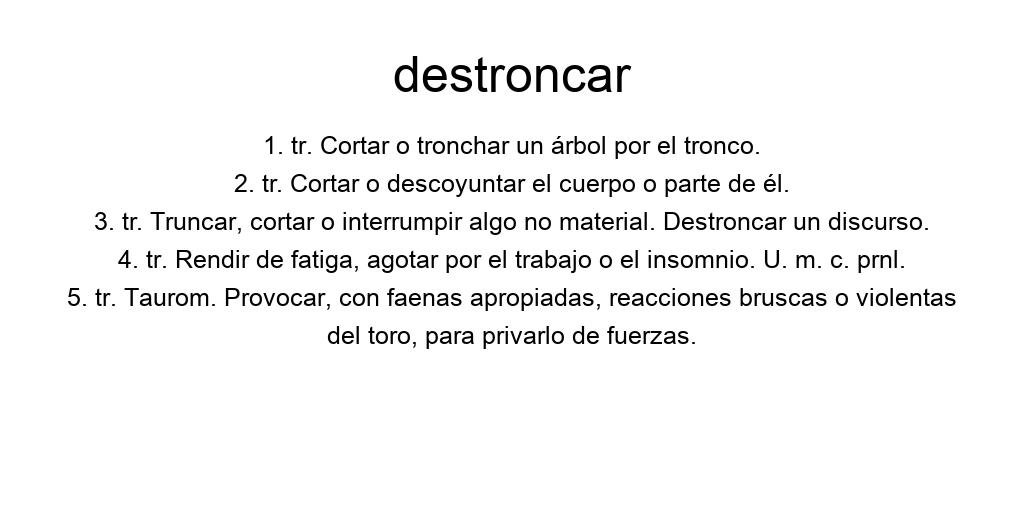 destroncar
1. tr. Cortar o tronchar un árbol por el tronco.
2. tr. Cortar o descoyuntar el cuerpo o parte de él.
3. tr. Truncar, cortar o interrumpir algo no material. Destroncar un discurso.
4. tr. Rendir de fatiga, agotar por el trabajo o el insomnio. U. m. c. prnl.
5. tr. Taurom. Provocar, con faenas apropiadas, reacciones bruscas o violentas
del toro, para privarlo de fuerzas.